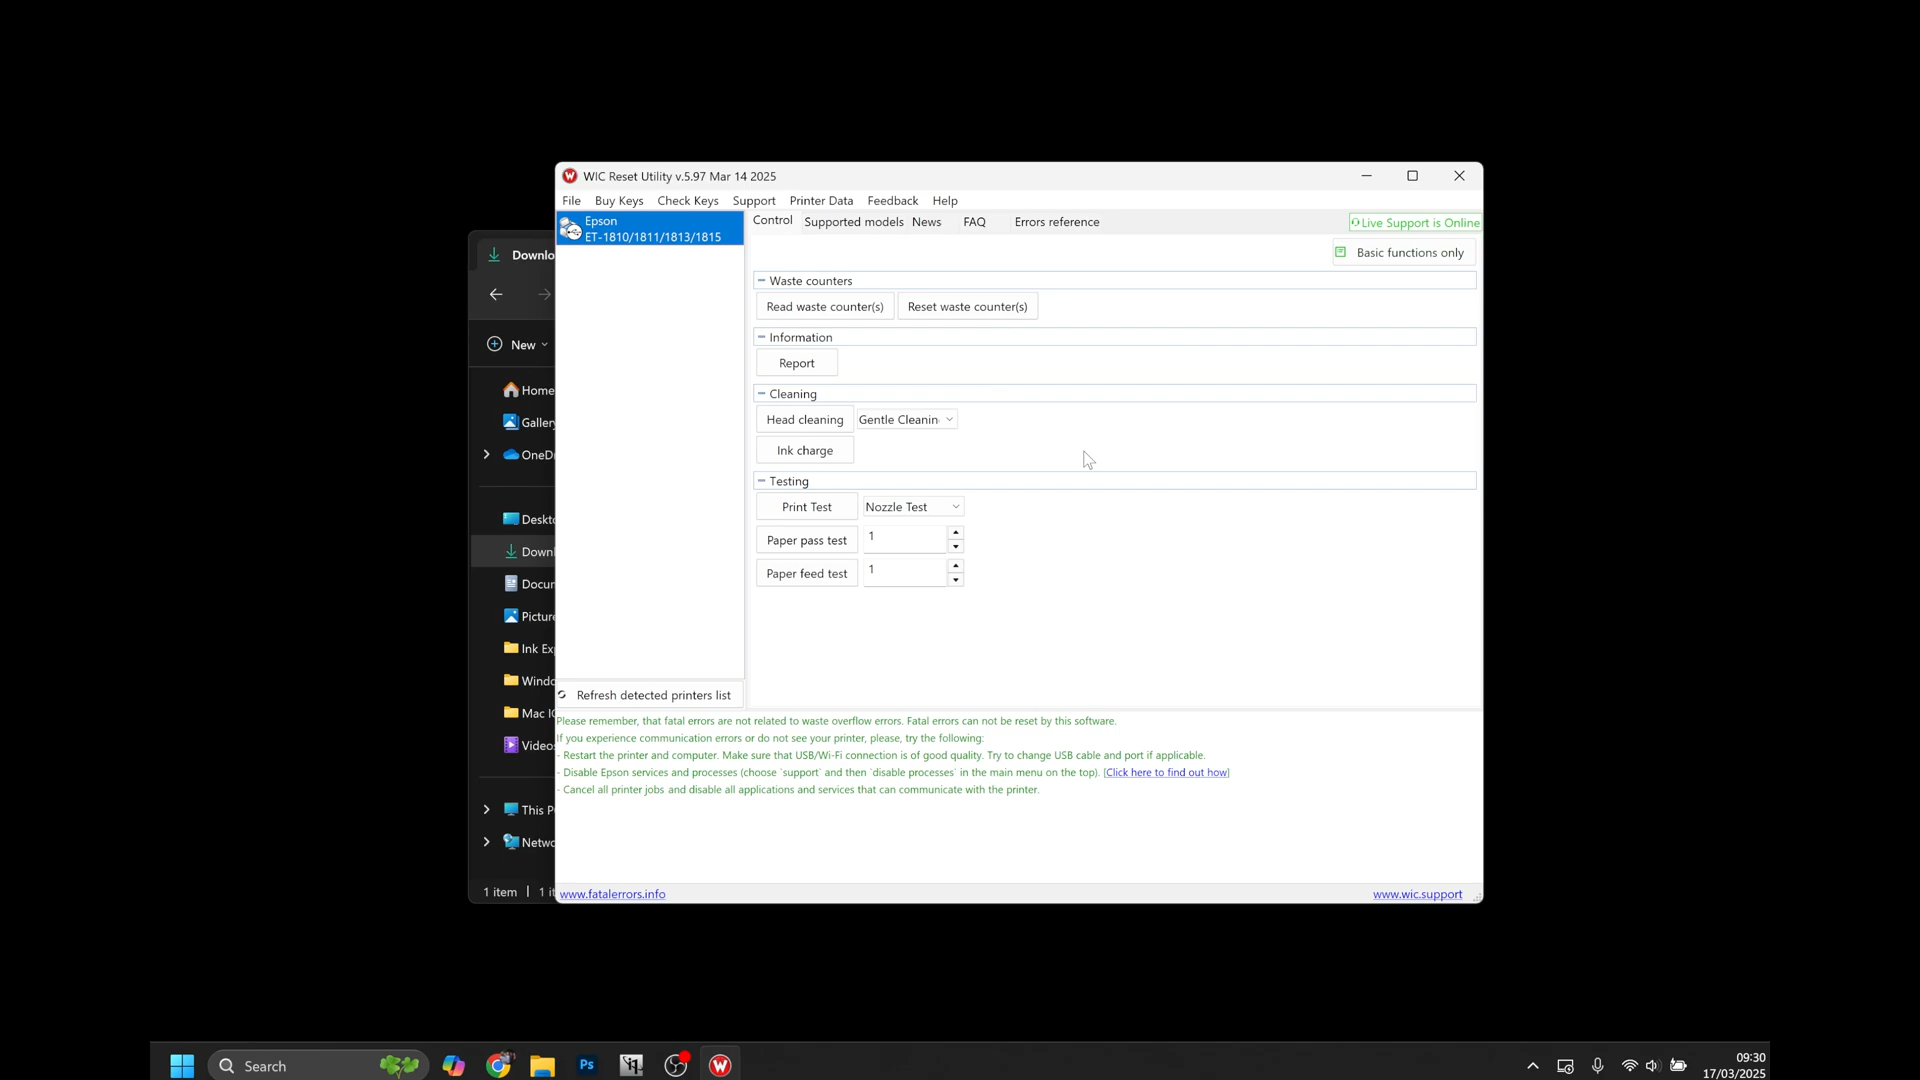 WIC Reset Utility v.5.97 Mar 14 2025
File Buy Keys Check Keys Support Printer Data Feedback Help
Epson
ET-1810/1811/1813/1815
Control Supported models News FAQ Errors reference
Live Support is Online
Basic functions only
Waste counters
Read waste counter(s) Reset waste counter(s)
Information
Report
Cleaning
Head cleaning Gentle Cleanin
Ink charge
Testing
Print Test Nozzle Test
Paper pass test 1
Paper feed test 1
Refresh detected printers list
Please remember, that fatal errors are not related to waste overflow errors. Fatal errors can not be reset by this software.
If you experience communication errors or do not see your printer, please, try the following:
- Restart the printer and computer. Make sure that USB/Wi-Fi connection is of good quality. Try to change USB cable and port if applicable.
- Disable Epson services and processes (choose `support` and then `disable processes` in the main menu on the top). [Click here to find out how]
- Cancel all printer jobs and disable all applications and services that can communicate with the printer.
www.fatalerrors.info www.wic.support
Downlo
New
Home
Gallery
OneDr
Deskto
Downl
Docun
Picture
Ink Ex
Windo
Mac I
Videos
This P
Netwo
1 item 1 it
Search
Ps
09:30
17/03/2025